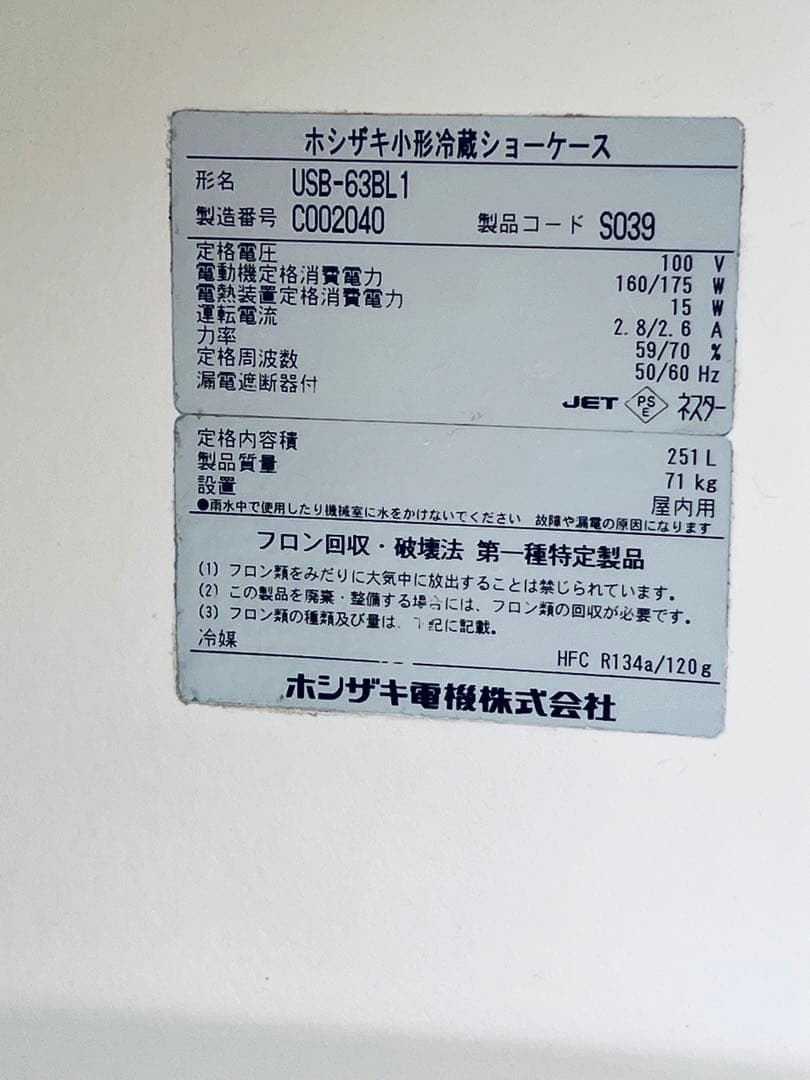 ホシザキ小形冷蔵ショーケース
形名 USB-63BL1
製造番号 C002040 製品コード S039
定格電圧 100 V
電動機定格消費電力 160/175 W
電熱装置定格消費電力 15 W
運転電流 2.8/2.6 A
力率 59/70 %
定格周波数 50/60 Hz
漏電遮断器付
JET PSE ネスター
定格内容積 251 L
製品質量 71 kg
設置 屋内用
●雨水中で使用したり機械室に水をかけないでください 故障や漏電の原因になります
フロン回収・破壊法 第一種特定製品
(1) フロン類をみだりに大気中に放出することは禁じられています。
(2) この製品を廃棄・整備する場合には、フロン類の回収が必要です。
(3) フロン類の種類及び量は、下記に記載。
冷媒 HFC R134a/120g
ホシザキ電機株式会社